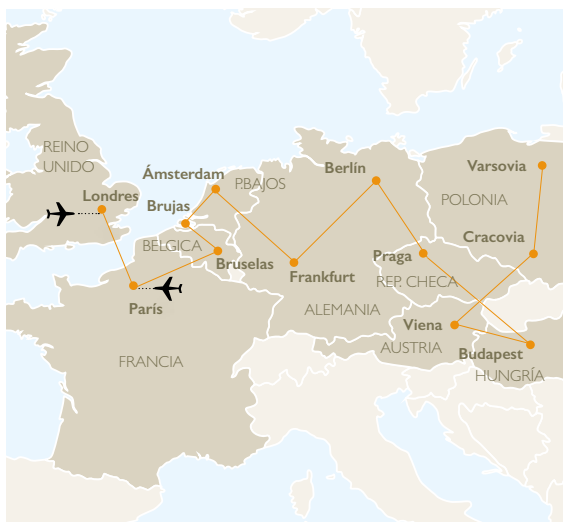 REINO
UNIDO
Londres
Ámsterdam
P.BAJOS
Brujas
BELGICA
Bruselas
París
FRANCIA
Berlín
Frankfurt
ALEMANIA
Varsovia
POLONIA
Cracovia
Praga
REP. CHECA
Viena
AUSTRIA
Budapest
HUNGRÍA